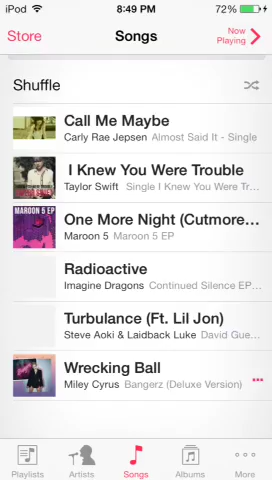 iPod 8:49 PM 72%
Store Songs Now Playing
Shuffle
Call Me Maybe
Carly Rae Jepsen Almost Said It - Single
I Knew You Were Trouble
Taylor Swift Single I Knew You Were Tr…
One More Night (Cutmore…
Maroon 5 Maroon 5 EP
MAROON 5 EP
Radioactive
Imagine Dragons Continued Silence EP…
Turbulance (Ft. Lil Jon)
Steve Aoki & Laidback Luke David Gue…
Wrecking Ball
Miley Cyrus Bangerz (Deluxe Version)
Playlists Artists Songs Albums More